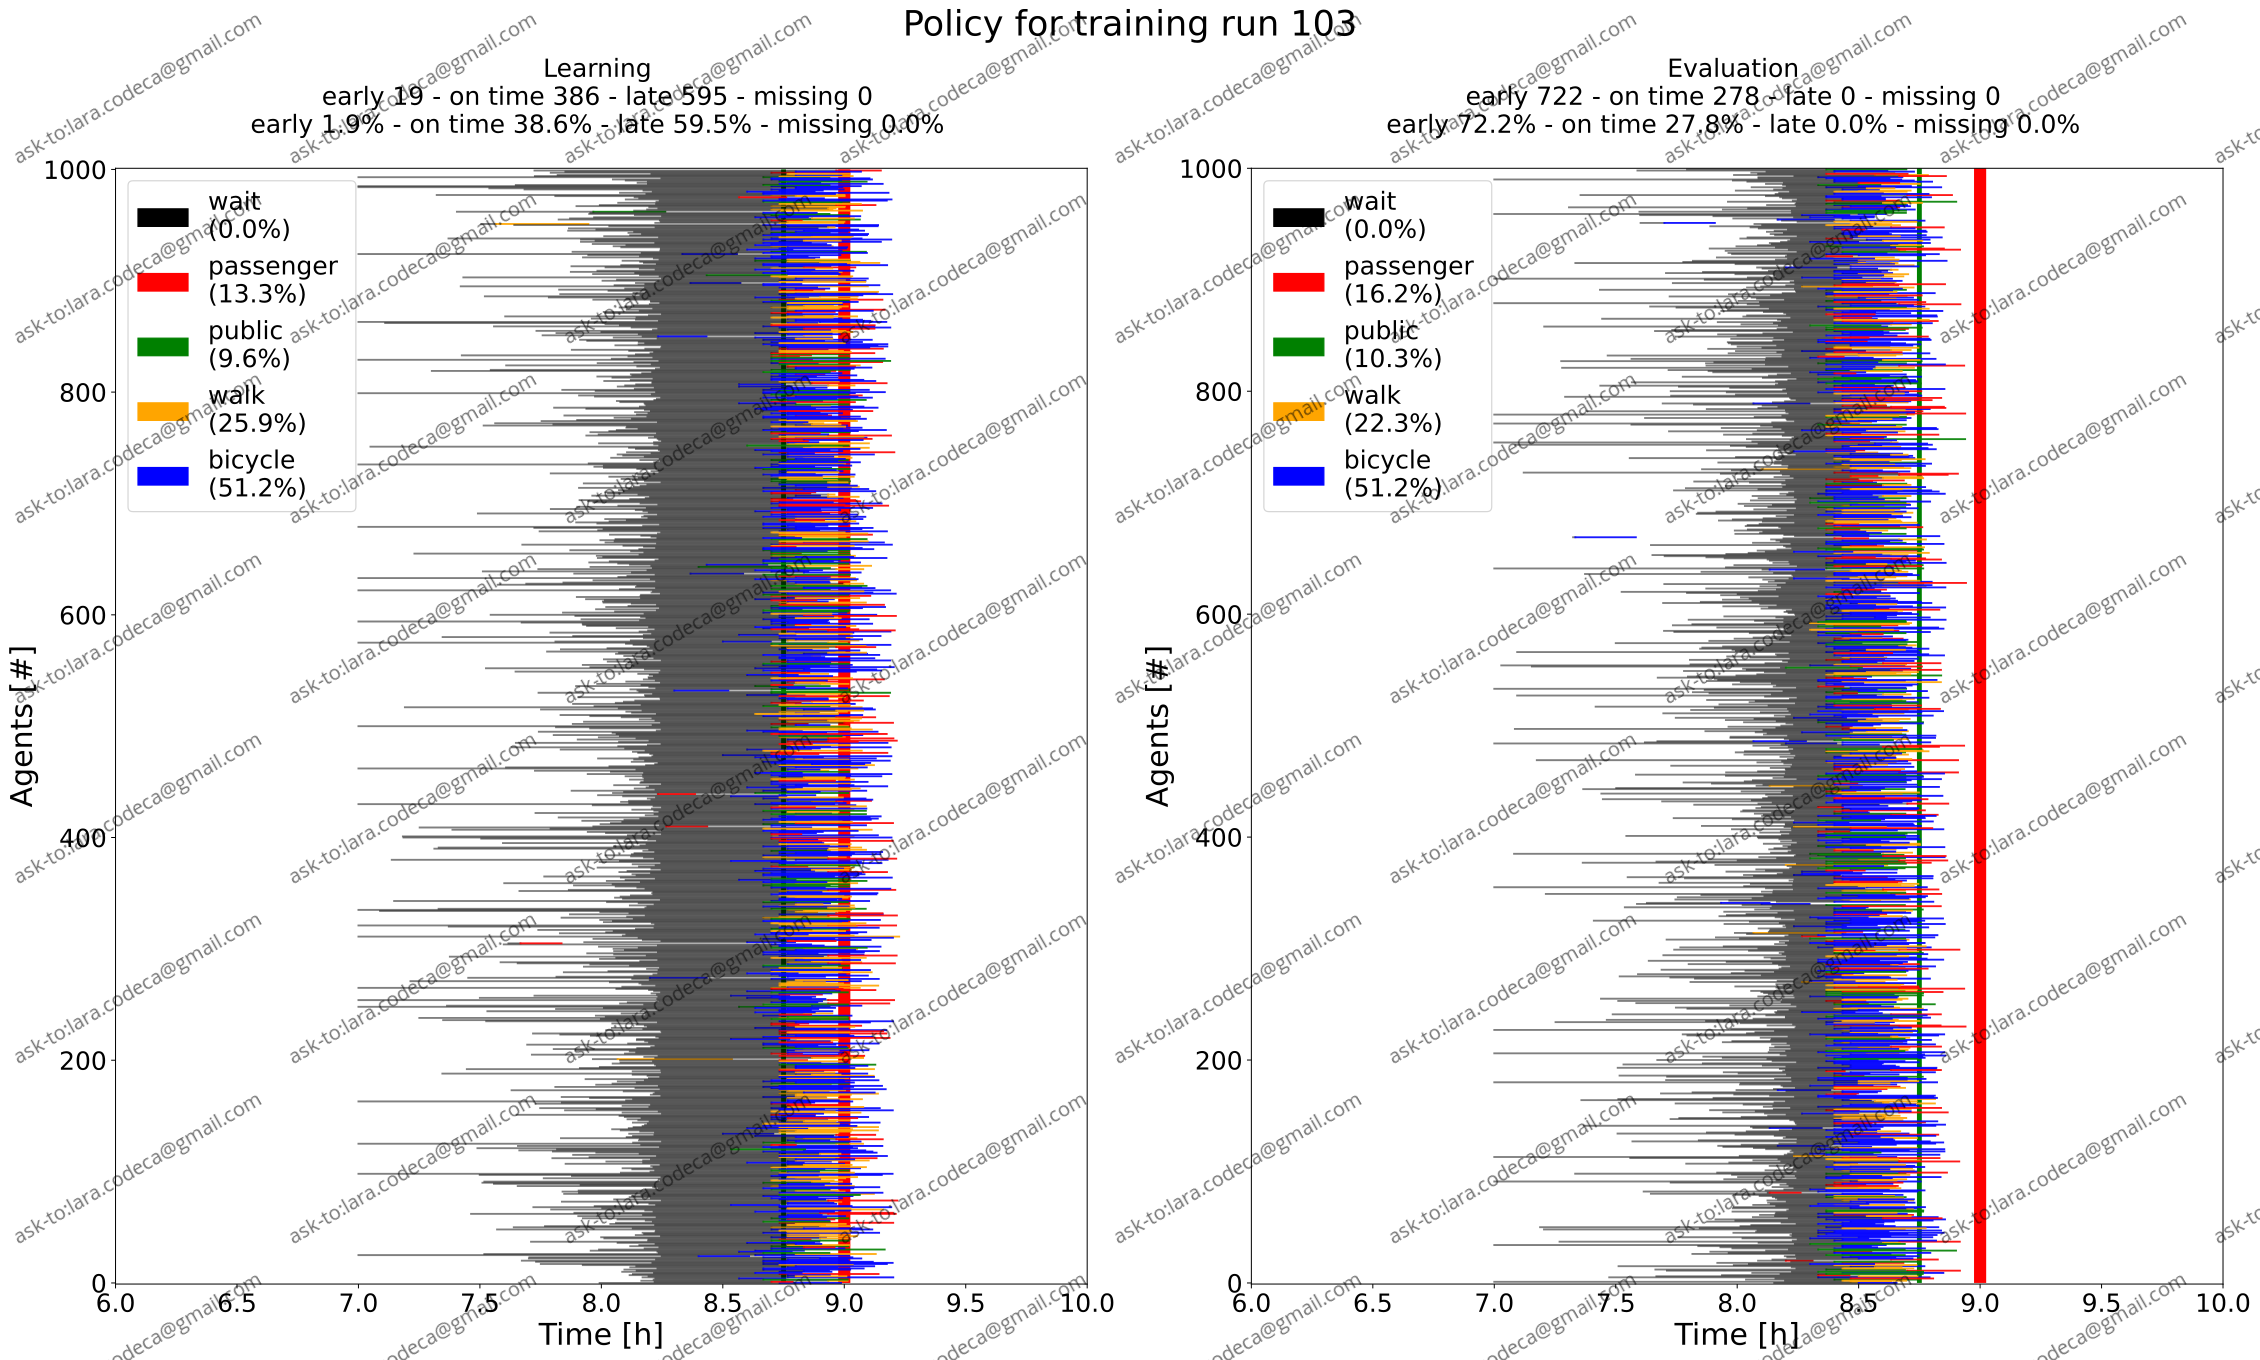 Policy for training run 103
Learning
early 19 - on time 386 - late 595 - missing 0
early 1.9% - on time 38.6% - late 59.5% - missing 0.0%
1000
800
600
400
200
0
Agents [#]
wait
(0.0%)
passenger
(13.3%)
public
(9.6%)
walk
(25.9%)
bicycle
(51.2%)
6.0 6.5 7.0 7.5 8.0 8.5 9.0 9.5 10.0
Time [h]
Evaluation
early 722 - on time 278 - late 0 - missing 0
early 72.2% - on time 27.8% - late 0.0% - missing 0.0%
1000
800
600
400
200
0
Agents [#]
wait
(0.0%)
passenger
(16.2%)
public
(10.3%)
walk
(22.3%)
bicycle
(51.2%)
6.0 6.5 7.0 7.5 8.0 8.5 9.0 9.5 10.0
Time [h]
ask-to:lara.codeca@gmail.com